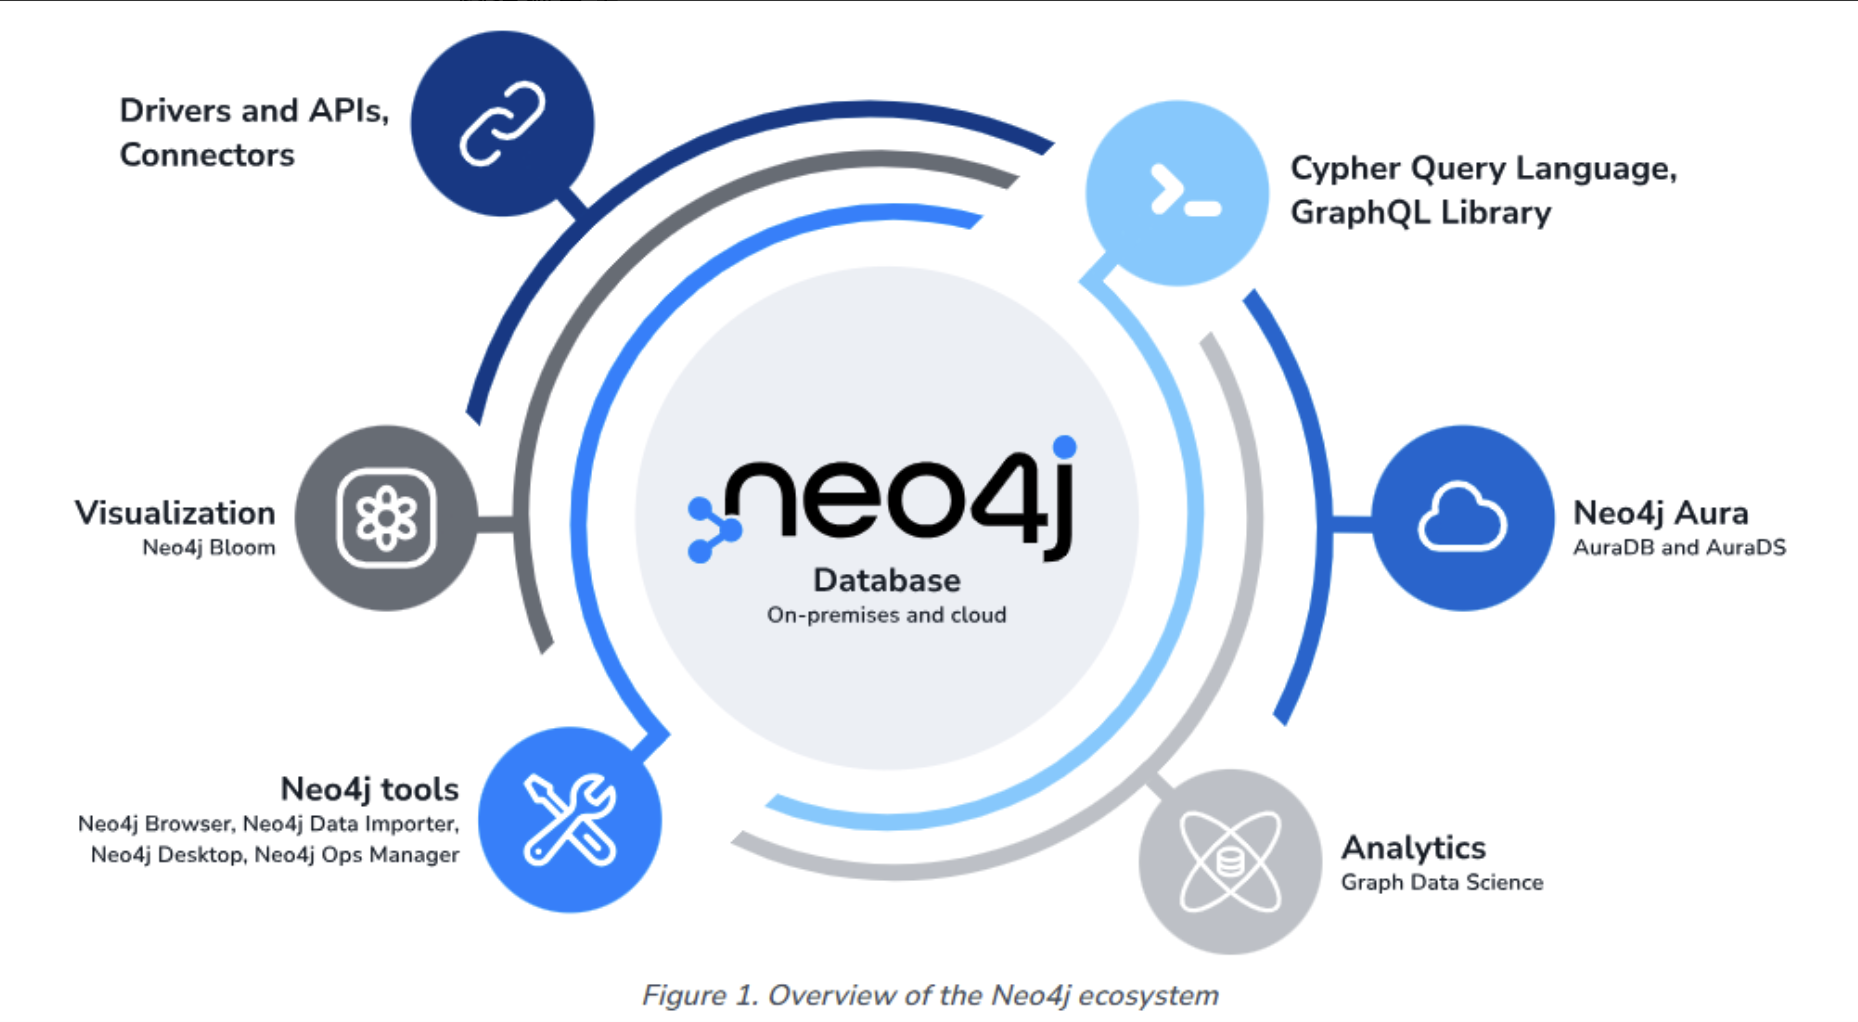 Drivers and APIs,
Connectors
Cypher Query Language,
GraphQL Library
Visualization
Neo4j Bloom
neo4j
Database
On-premises and cloud
Neo4j Aura
AuraDB and AuraDS
Neo4j tools
Neo4j Browser, Neo4j Data Importer,
Neo4j Desktop, Neo4j Ops Manager
Analytics
Graph Data Science
Figure 1. Overview of the Neo4j ecosystem